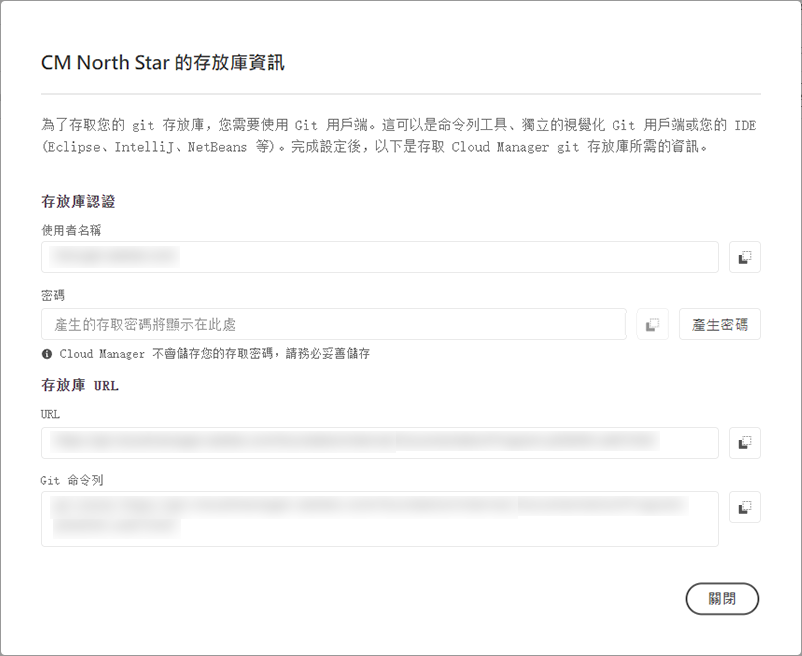 CM North Star 的存放庫資訊
為了存取您的 git 存放庫，您需要使用 Git 用戶端。這可以是命令列工具、獨立的視覺化 Git 用戶端或您的 IDE
(Eclipse、IntelliJ、NetBeans 等)。完成設定後，以下是存取 Cloud Manager git 存放庫所需的資訊。
存放庫認證
使用者名稱
密碼
產生的存取密碼將顯示在此處
產生密碼
Cloud Manager 不會儲存您的存取密碼，請務必妥善儲存
存放庫 URL
URL
Git 命令列
關閉